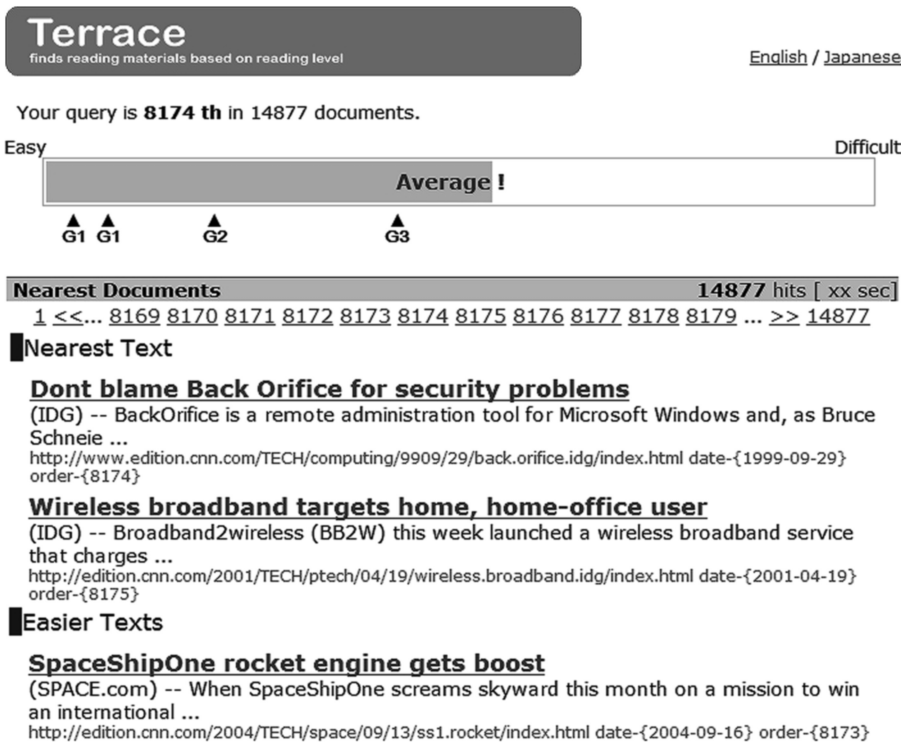 Terrace
finds reading materials based on reading level
English / Japanese
Your query is 8174 th in 14877 documents.
Easy Difficult
Average !
G1 G1 G2 G3
Nearest Documents 14877 hits [ xx sec]
1 <<... 8169 8170 8171 8172 8173 8174 8175 8176 8177 8178 8179 ... >> 14877
Nearest Text
Dont blame Back Orifice for security problems
(IDG) -- BackOrifice is a remote administration tool for Microsoft Windows and, as Bruce
Schneie ...
http://www.edition.cnn.com/TECH/computing/9909/29/back.orifice.idg/index.html date-{1999-09-29}
order-{8174}
Wireless broadband targets home, home-office user
(IDG) -- Broadband2wireless (BB2W) this week launched a wireless broadband service
that charges ...
http://edition.cnn.com/2001/TECH/ptech/04/19/wireless.broadband.idg/index.html date-{2001-04-19}
order-{8175}
Easier Texts
SpaceShipOne rocket engine gets boost
(SPACE.com) -- When SpaceShipOne screams skyward this month on a mission to win
an international ...
http://edition.cnn.com/2004/TECH/space/09/13/ss1.rocket/index.html date-{2004-09-16} order-{8173}